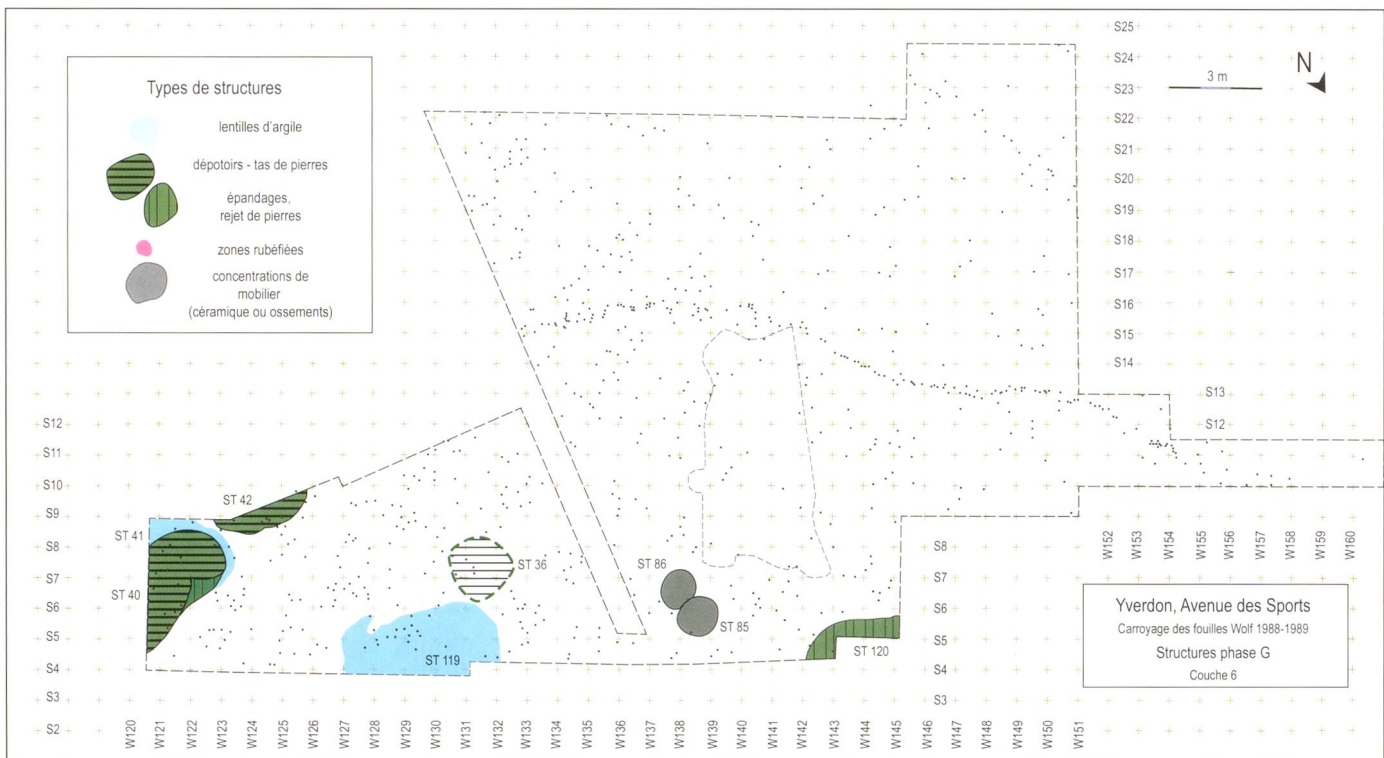 Types de structures
lentilles d'argile
dépotoirs - tas de pierres
épandages,
rejet de pierres
zones rubéfiées
concentrations de
mobilier
(céramique ou ossements)
S25
S24
S23
S22
S21
S20
S19
S18
S17
S16
S15
S14
S13
S12
3 m
N
S12
S11
S10
S9
S8
S7
S6
S5
S4
S3
S2
ST 42
ST 41
ST 40
ST 36
ST 119
ST 86
ST 85
ST 120
S8
S7
S6
S5
S4
S3
W120
W121
W122
W123
W124
W125
W126
W127
W128
W129
W130
W131
W132
W133
W134
W135
W136
W137
W138
W139
W140
W141
W142
W143
W144
W145
W146
W147
W148
W149
W150
W151
W152
W153
W154
W155
W156
W157
W158
W159
W160
Yverdon, Avenue des Sports
Carroyage des fouilles Wolf 1988-1989
Structures phase G
Couche 6